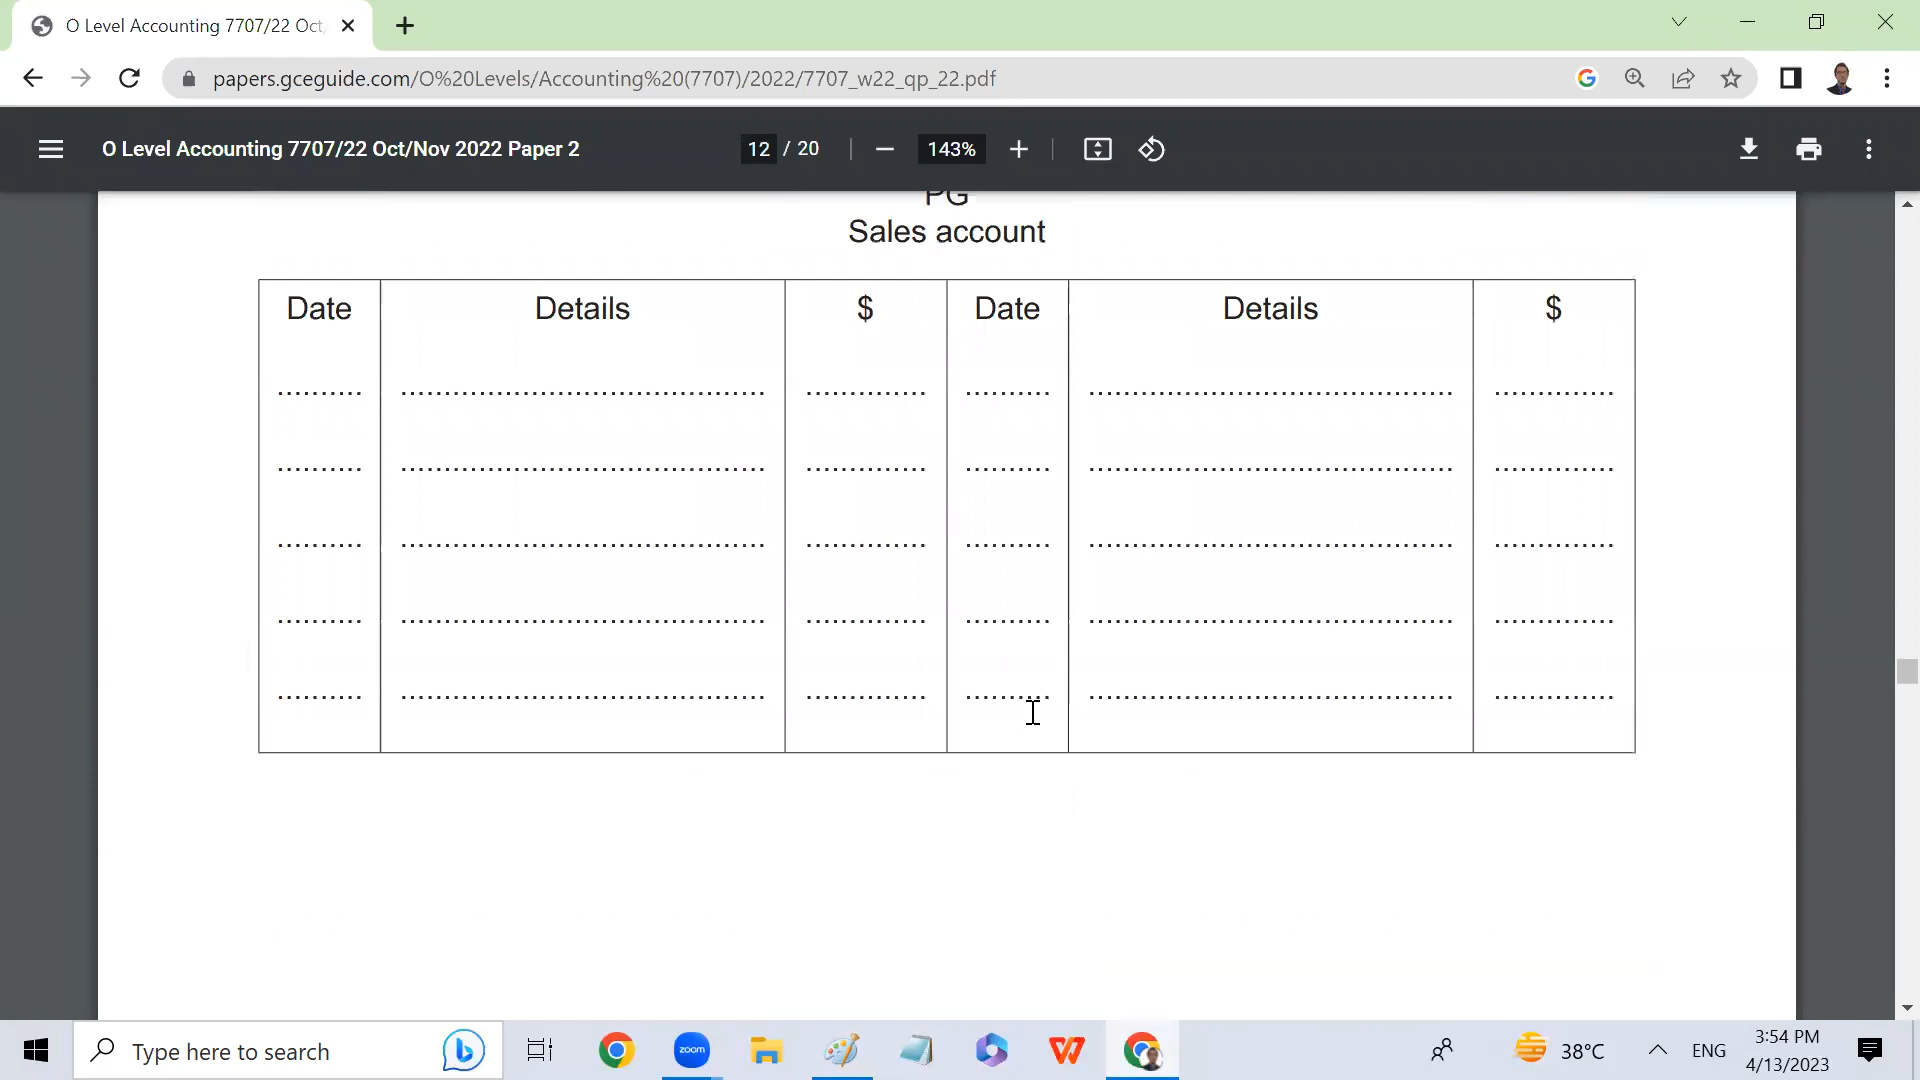 O Level Accounting 7707/22 Oct
papers.gceguide.com/O%20Levels/Accounting%20(7707)/2022/7707_w22_qp_22.pdf
O Level Accounting 7707/22 Oct/Nov 2022 Paper 2
12 / 20
143%
PG
Sales account
Date Details $ Date Details $
.......... .......................................... .............. .......... .......................................... ..............
.......... .......................................... .............. .......... .......................................... ..............
.......... .......................................... .............. .......... .......................................... ..............
.......... .......................................... .............. .......... .......................................... ..............
.......... .......................................... .............. .......... .......................................... ..............
Type here to search
zoom
38°C
ENG
3:54 PM
4/13/2023